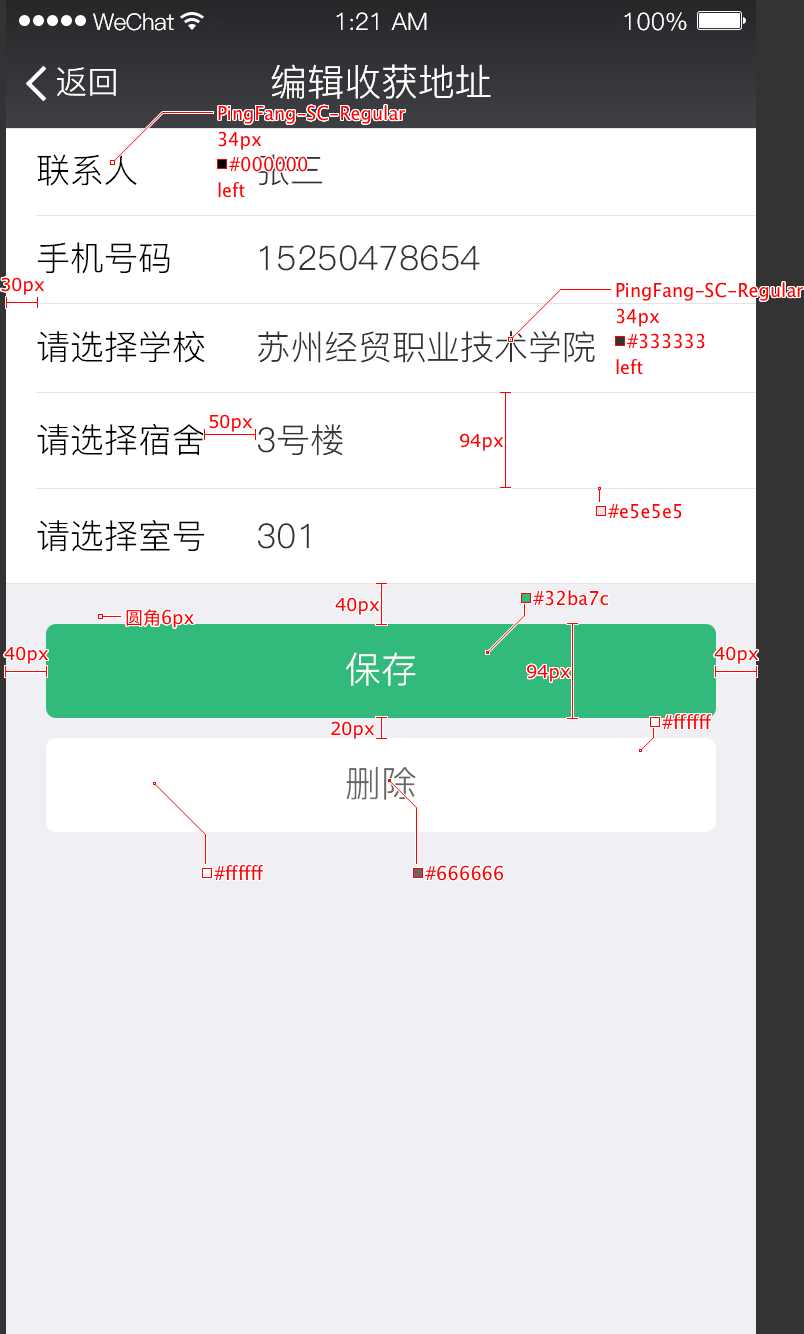 WeChat 1:21 AM 100%
返回 编辑收获地址
PingFang-SC-Regular
34px
#000000
left
联系人 张三
手机号码 15250478654
30px
PingFang-SC-Regular
34px
#333333
left
请选择学校 苏州经贸职业技术学院
50px
请选择宿舍 3号楼 94px
#e5e5e5
请选择室号 301
40px #32ba7c
圆角6px
40px 保存 94px 40px
20px #ffffff
删除
#ffffff #666666